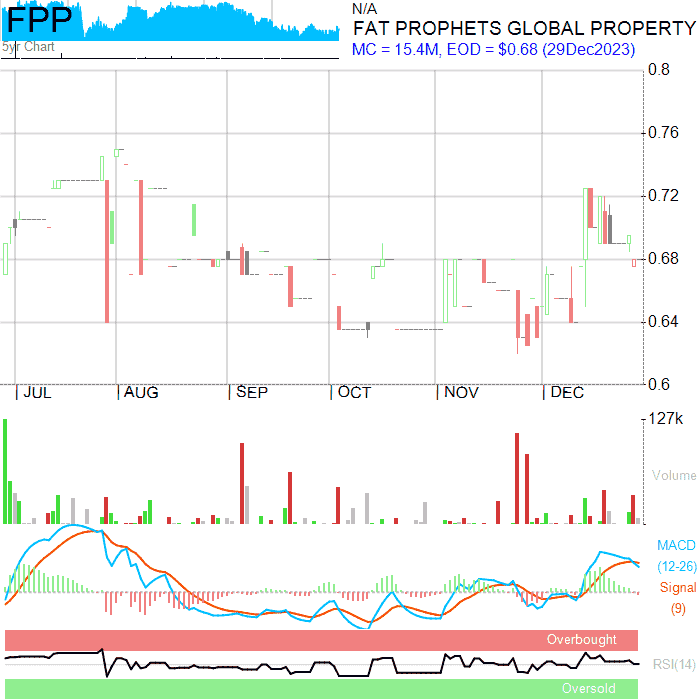 FPP
5yr Chart
N/A
FAT PROPHETS GLOBAL PROPERTY
MC = 15.4M, EOD = $0.68 (29Dec2023)
0.8
0.76
0.72
0.68
0.64
0.6
JUL AUG SEP OCT NOV DEC
127k
Volume
MACD
(12-26)
Signal
(9)
Overbought
RSI(14)
Oversold